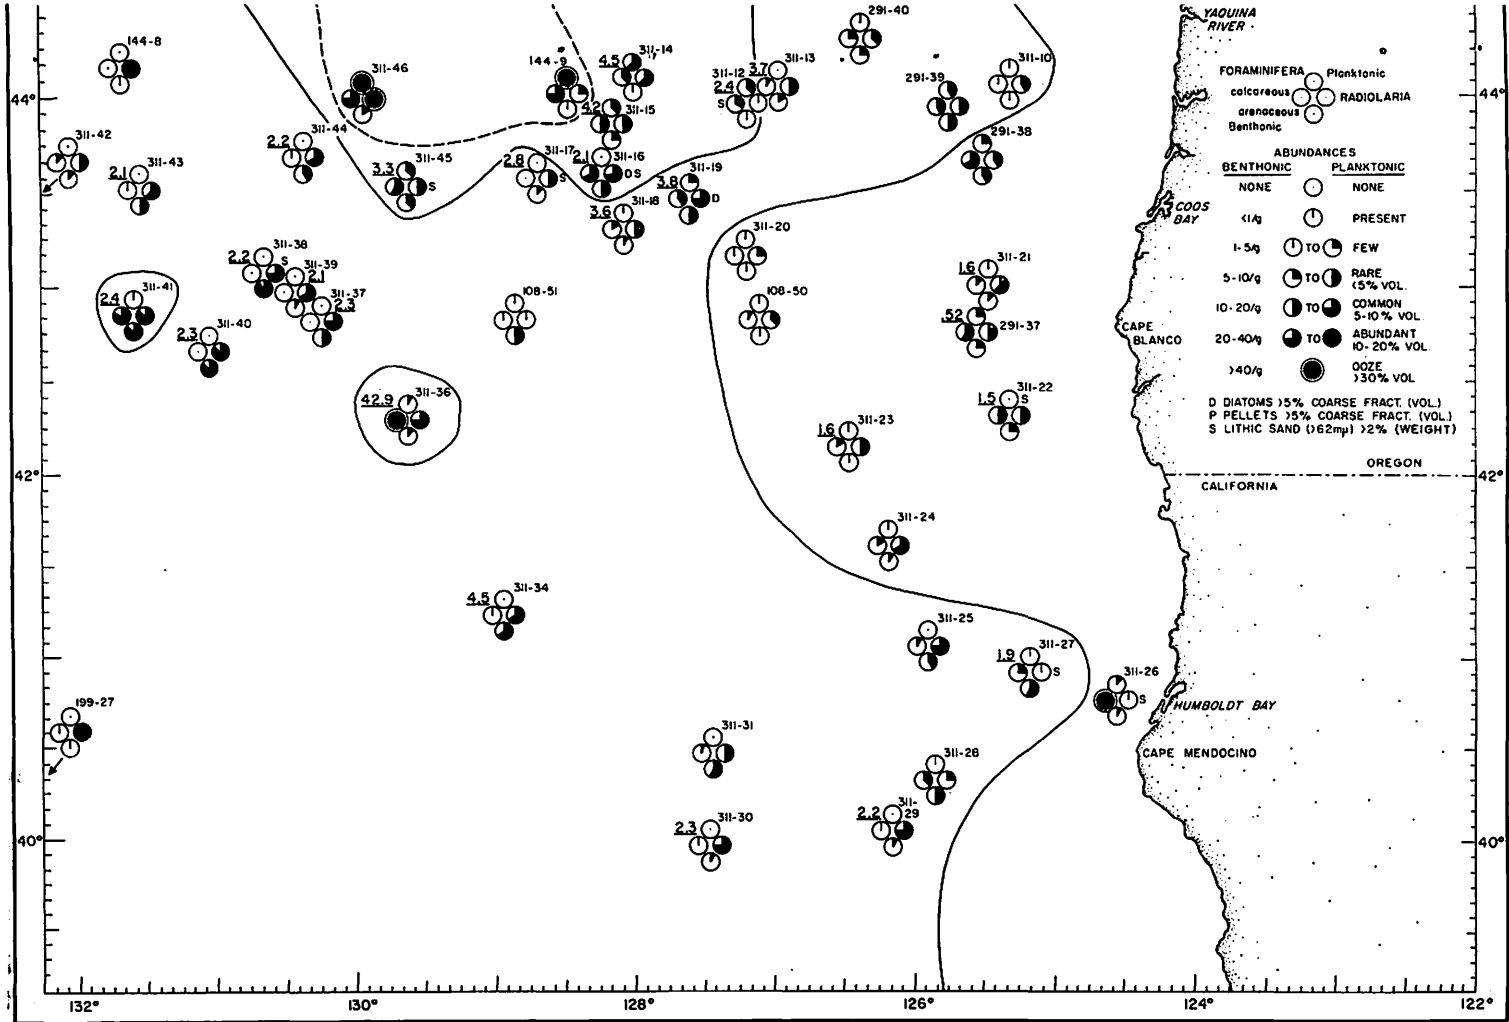 291-40
YAQUINA
RIVER
144-8
311-46
144-9
4.5
311-14
311-13
3.7
311-12
2.4
S
311-10
291-39
FORAMINIFERA Planktonic
calcareous
RADIOLARIA
arenaceous
Benthonic
44°
44°
4.2
311-15
311-42
311-44
2.2
291-38
311-43
2.1
311-45
3.3
S
311-17
2.8
S
2.1
311-16
DS
311-19
3.8
D
311-18
3.6
ABUNDANCES
BENTHONIC PLANKTONIC
NONE NONE
<1/g PRESENT
1-5/g TO FEW
5-10/g TO RARE
<5% VOL.
10-20/g TO COMMON
5-10% VOL.
20-40/g TO ABUNDANT
10-20% VOL.
>40/g OOZE
>30% VOL
D DIATOMS >5% COARSE FRACT. (VOL.)
P PELLETS >5% COARSE FRACT. (VOL.)
S LITHIC SAND (>62mμ) >2% (WEIGHT)
COOS
BAY
311-20
311-38
2.2
S
311-39
2.1
311-37
2.3
311-41
2.4
311-40
2.3
108-51
108-50
311-21
1.6
.52
291-37
CAPE
BLANCO
311-36
42.9
311-22
1.5
S
311-23
1.6
OREGON
42°
42°
CALIFORNIA
311-24
311-34
4.5
311-25
311-27
1.9
S
311-26
S
HUMBOLDT BAY
199-27
311-31
311-28
CAPE MENDOCINO
311-
29
2.2
311-30
2.3
40°
40°
132°
130°
128°
126°
124°
122°